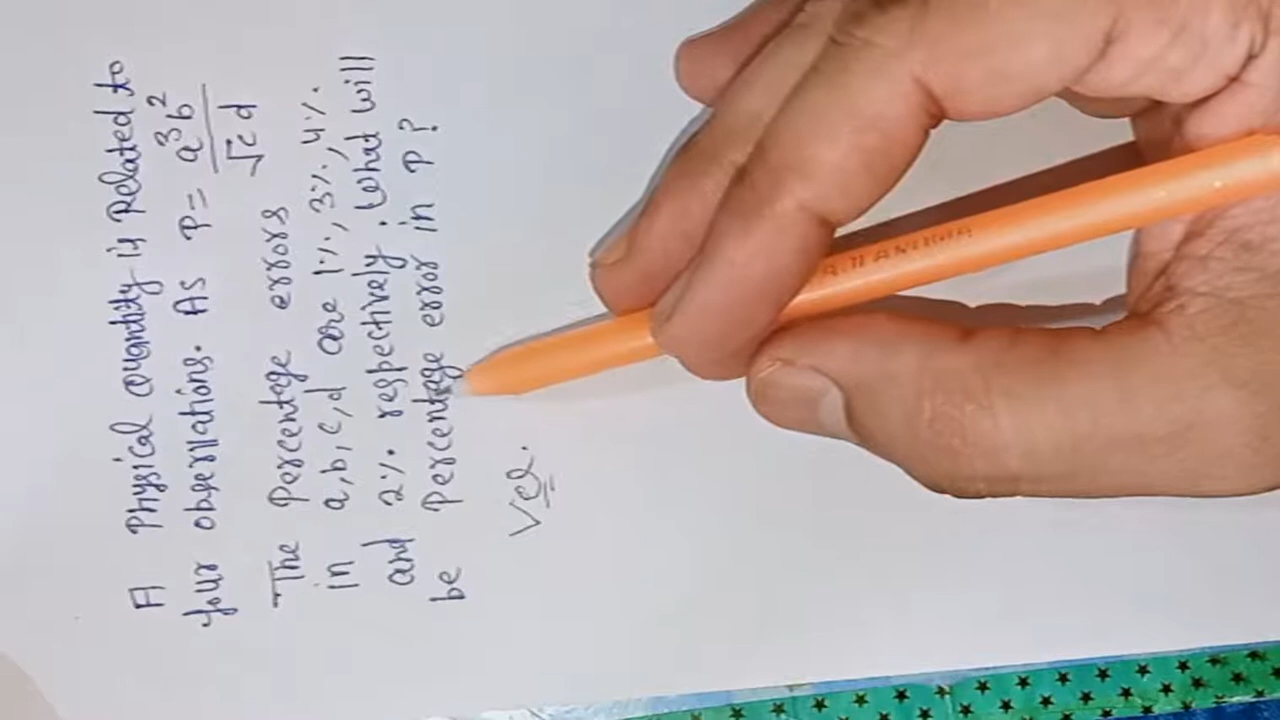 A Physical Quantity is Related to
four observations. As P = a³b² / √c d
The Percentage errors
in a, b, c, d are 1%, 3%, 4%
and 2% respectively. What will
be Percentage error in P?